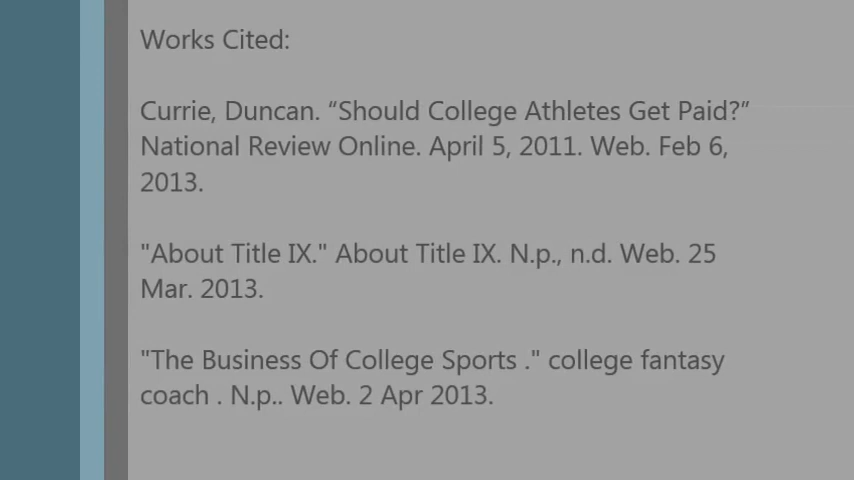 Works Cited:
Currie, Duncan. “Should College Athletes Get Paid?”
National Review Online. April 5, 2011. Web. Feb 6,
2013.
"About Title IX." About Title IX. N.p., n.d. Web. 25
Mar. 2013.
"The Business Of College Sports ." college fantasy
coach . N.p.. Web. 2 Apr 2013.